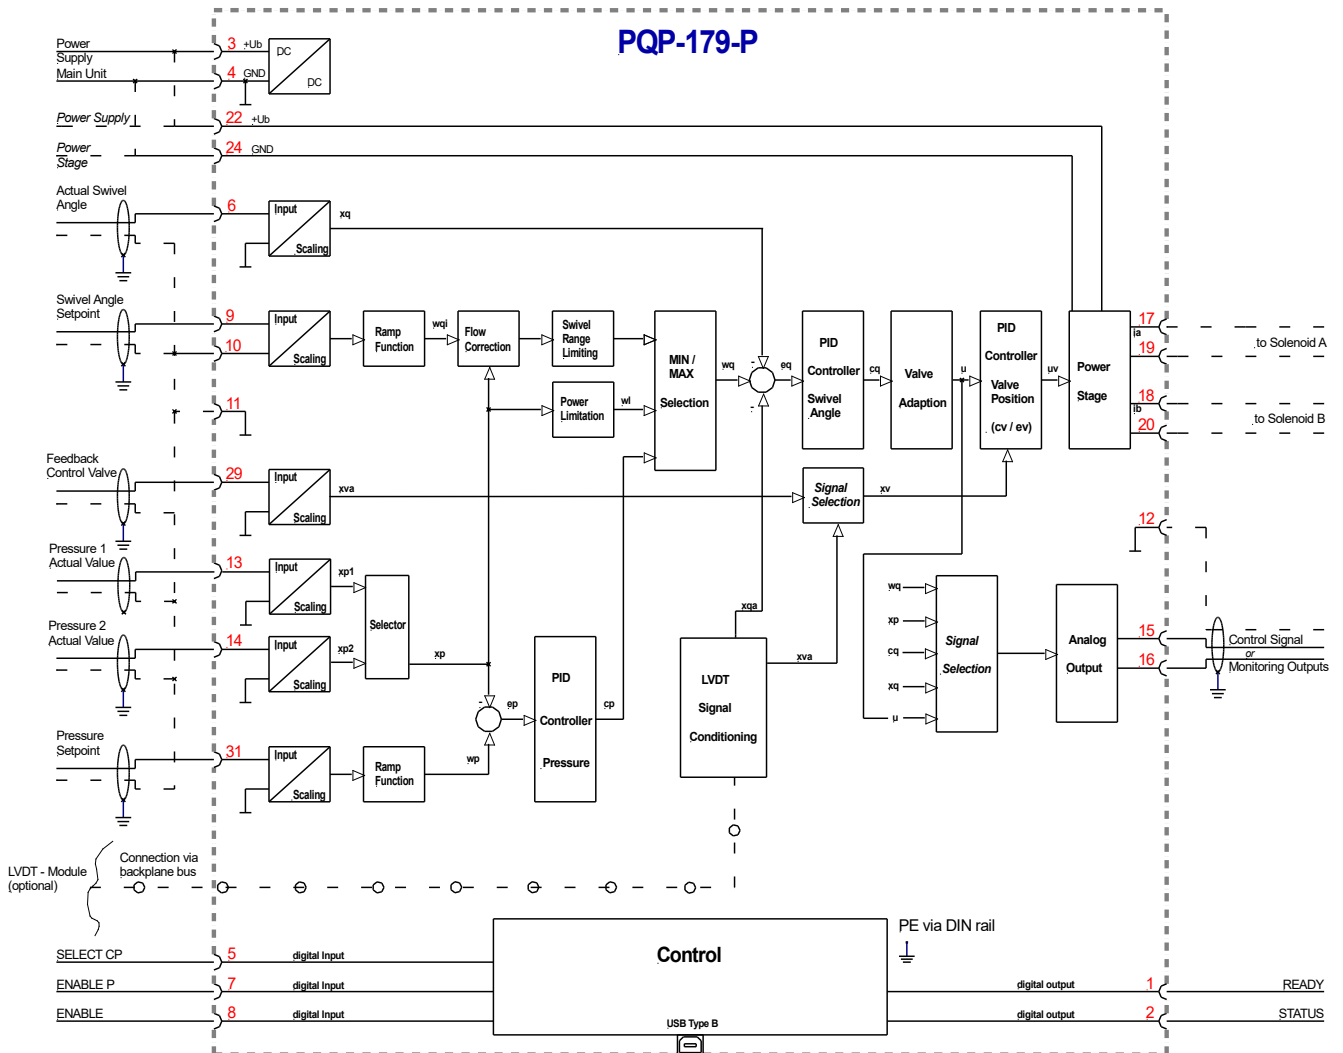 PQP-179-P
Power
Supply
Main Unit
3 +Ub
4 GND
DC
DC
Power Supply
22 +Ub
Power
Stage
24 GND
Actual Swivel
Angle
6
Input
Scaling
xq
Swivel Angle
Setpoint
9
10
Input
Scaling
Ramp
Function
wqi
Flow
Correction
Swivel
Range
Limiting
Power
Limitation
wl
MIN /
MAX
Selection
wq
-
-
eq
PID
Controller
Swivel
Angle
cq
Valve
Adaption
u
PID
Controller
Valve
Position
(cv / ev)
uv
Power
Stage
17
ia
19
to Solenoid A
18
ib
20
to Solenoid B
11
Feedback
Control Valve
29
Input
Scaling
xva
Signal
Selection
xv
12
Pressure 1
Actual Value
13
Input
Scaling
xp1
Pressure 2
Actual Value
14
Input
Scaling
xp2
Selector
xp
-
ep
PID
Controller
Pressure
cp
xqa
LVDT
Signal
Conditioning
xva
wq
xp
cq
xq
µ
Signal
Selection
Analog
Output
15
16
Control Signal
or
Monitoring Outputs
Pressure
Setpoint
31
Input
Scaling
Ramp
Function
wp
LVDT - Module
(optional)
Connection via
backplane bus
SELECT CP
5
digital Input
ENABLE P
7
digital Input
ENABLE
8
digital Input
Control
USB Type B
PE via DIN rail
digital output
1
READY
digital output
2
STATUS